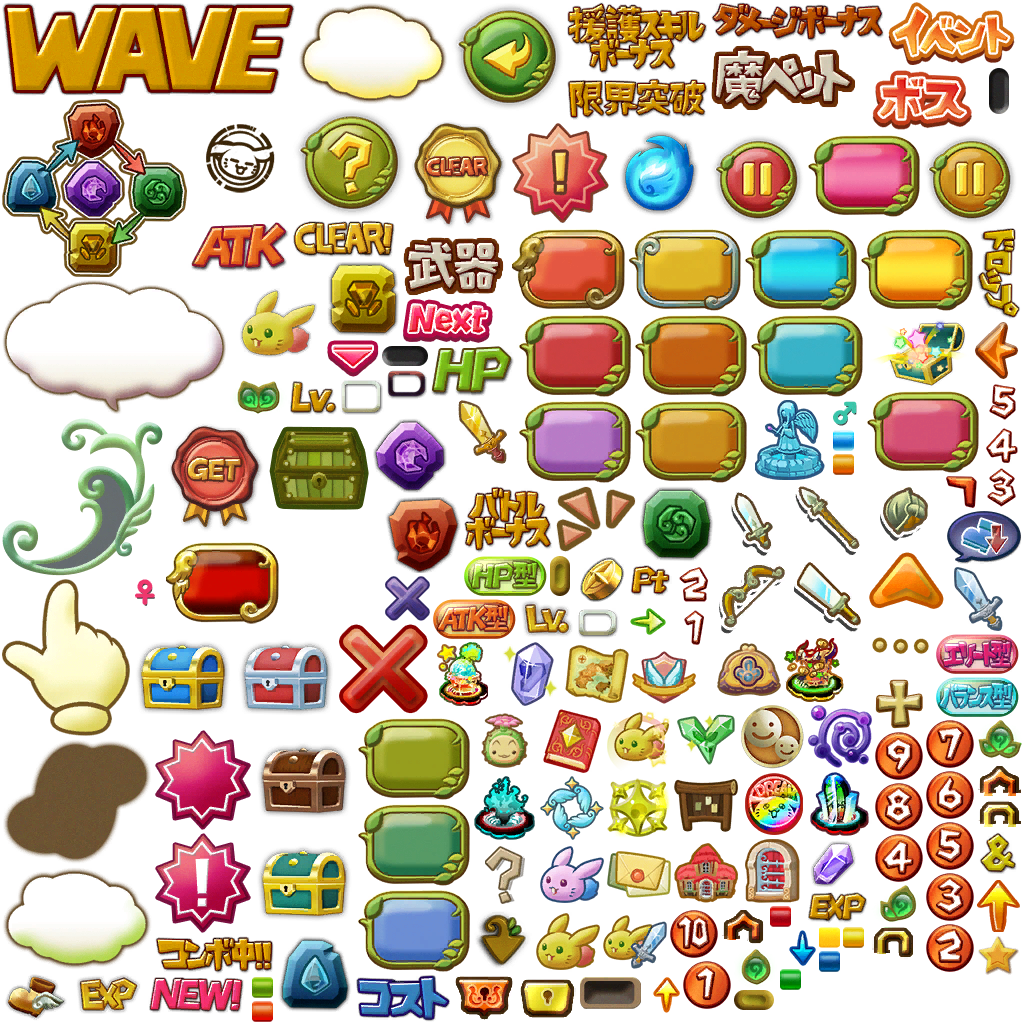 WAVE
援護スキル
ボーナス
ダメージボーナス
イベント
限界突破
魔ペット
ボス
?
CLEAR
!
ATK
CLEAR!
武器
ドロップ
Next
HP
Lv.
5
4
3
GET
バトル
ボーナス
HP型
Pt
2
ATK型
Lv.
1
エリート型
バランス型
9
7
8
6
DREAD
!
4
5
?
3
EXP
&
10
2
コンボ中!!
EXP
NEW!
コスト
1